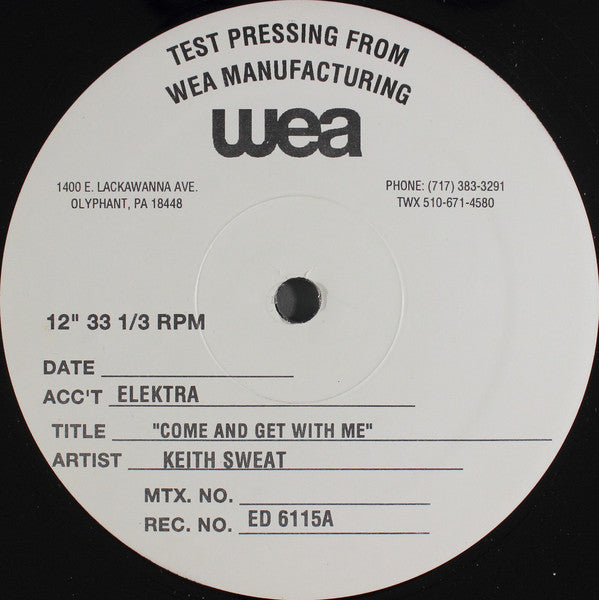 TEST PRESSING FROM
WEA MANUFACTURING
wea
1400 E. LACKAWANNA AVE.
OLYPHANT, PA 18448
PHONE: (717) 383-3291
TWX 510-671-4580
12" 33 1/3 RPM
DATE
ACC'T ELEKTRA
TITLE "COME AND GET WITH ME"
ARTIST KEITH SWEAT
MTX. NO.
REC. NO. ED 6115A